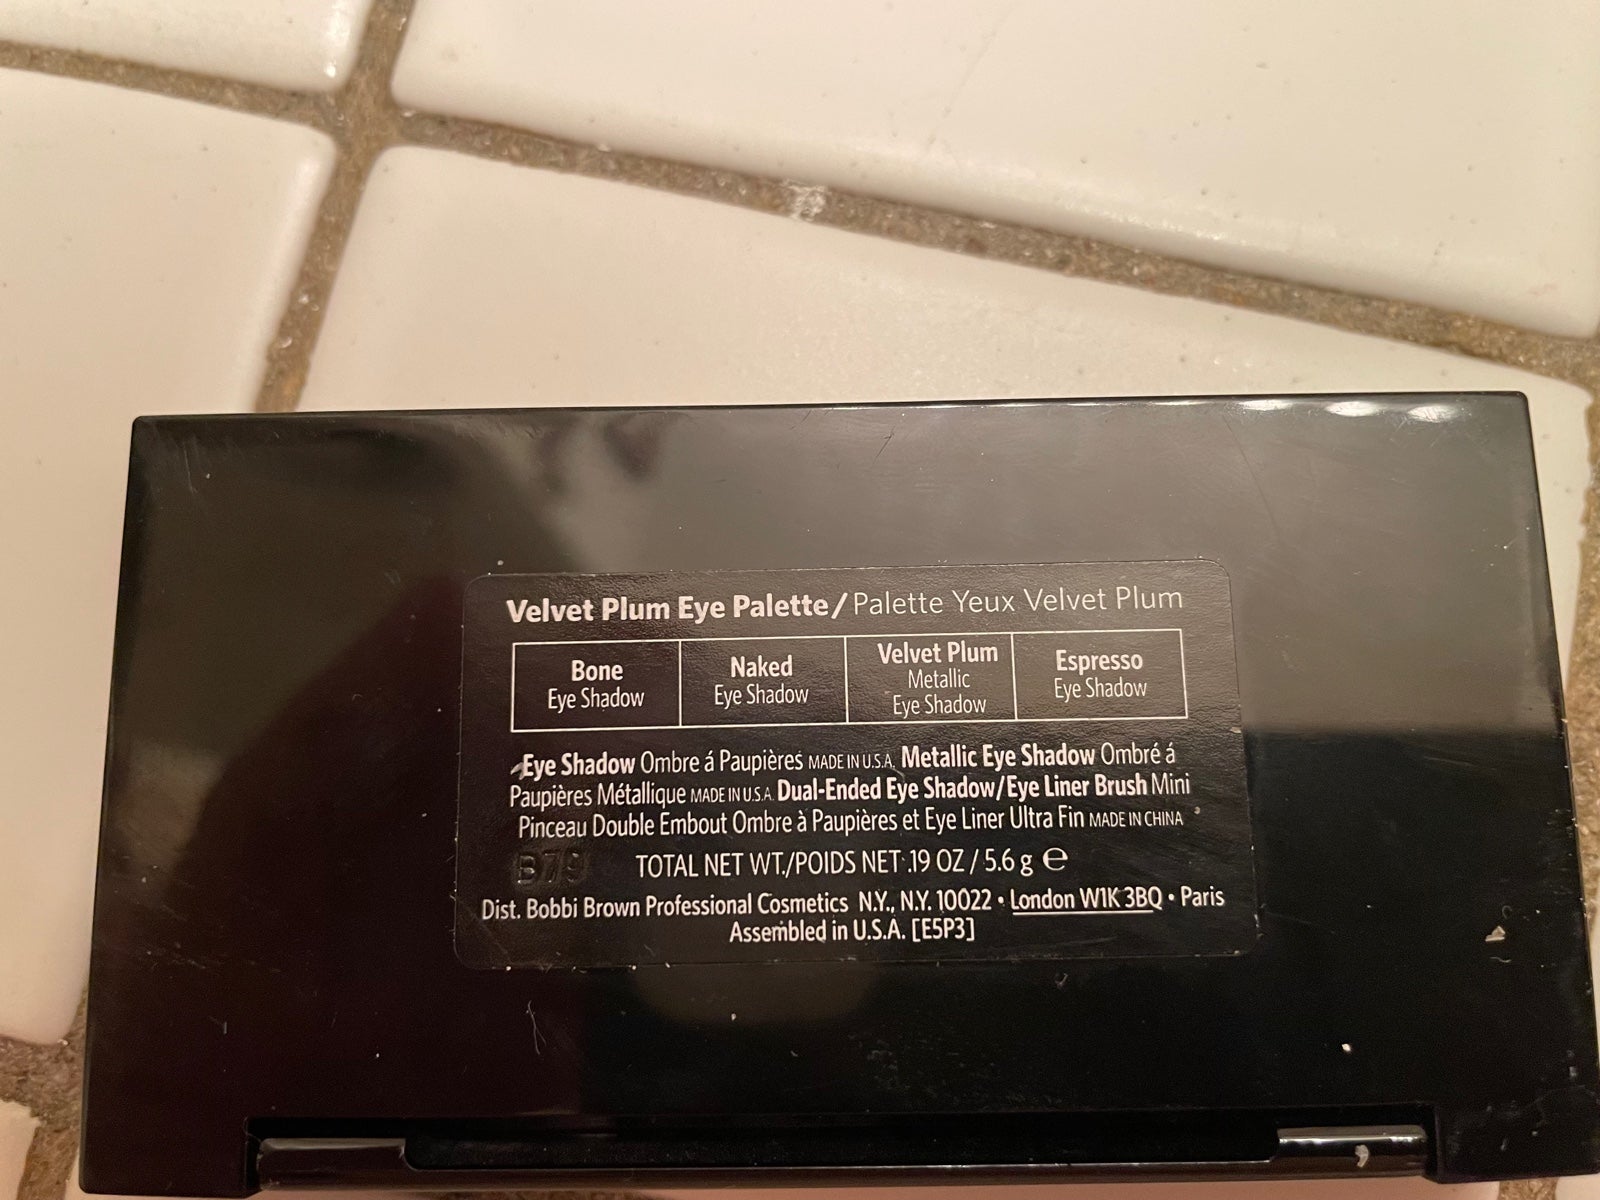 Velvet Plum Eye Palette/Palette Yeux Velvet Plum
Bone
Eye Shadow
Naked
Eye Shadow
Velvet Plum
Metallic
Eye Shadow
Espresso
Eye Shadow
Eye Shadow Ombre á Paupières MADE IN U.S.A. Metallic Eye Shadow Ombré á
Paupières Métallique MADE IN U.S.A. Dual-Ended Eye Shadow/Eye Liner Brush Mini
Pinceau Double Embout Ombre à Paupières et Eye Liner Ultra Fin MADE IN CHINA
B79
TOTAL NET WT./POIDS NET .19 OZ / 5.6 g ℮
Dist. Bobbi Brown Professional Cosmetics N.Y., N.Y. 10022 • London W1K 3BQ • Paris
Assembled in U.S.A. [E5P3]